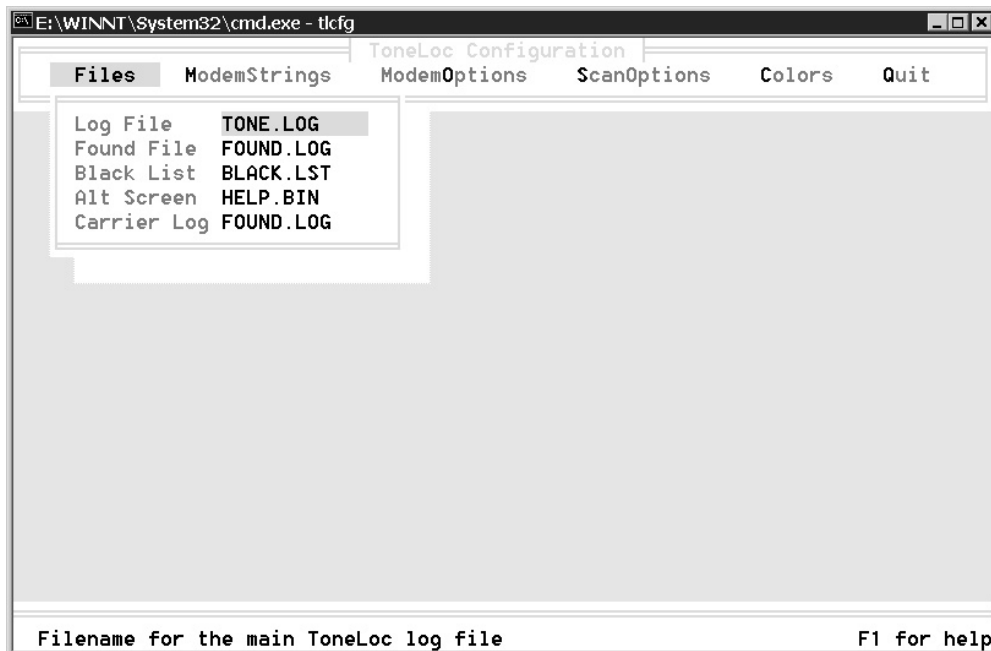 E:\WINNT\System32\cmd.exe - tlcfg
ToneLoc Configuration
Files ModemStrings ModemOptions ScanOptions Colors Quit
Log File TONE.LOG
Found File FOUND.LOG
Black List BLACK.LST
Alt Screen HELP.BIN
Carrier Log FOUND.LOG
Filename for the main ToneLoc log file F1 for help